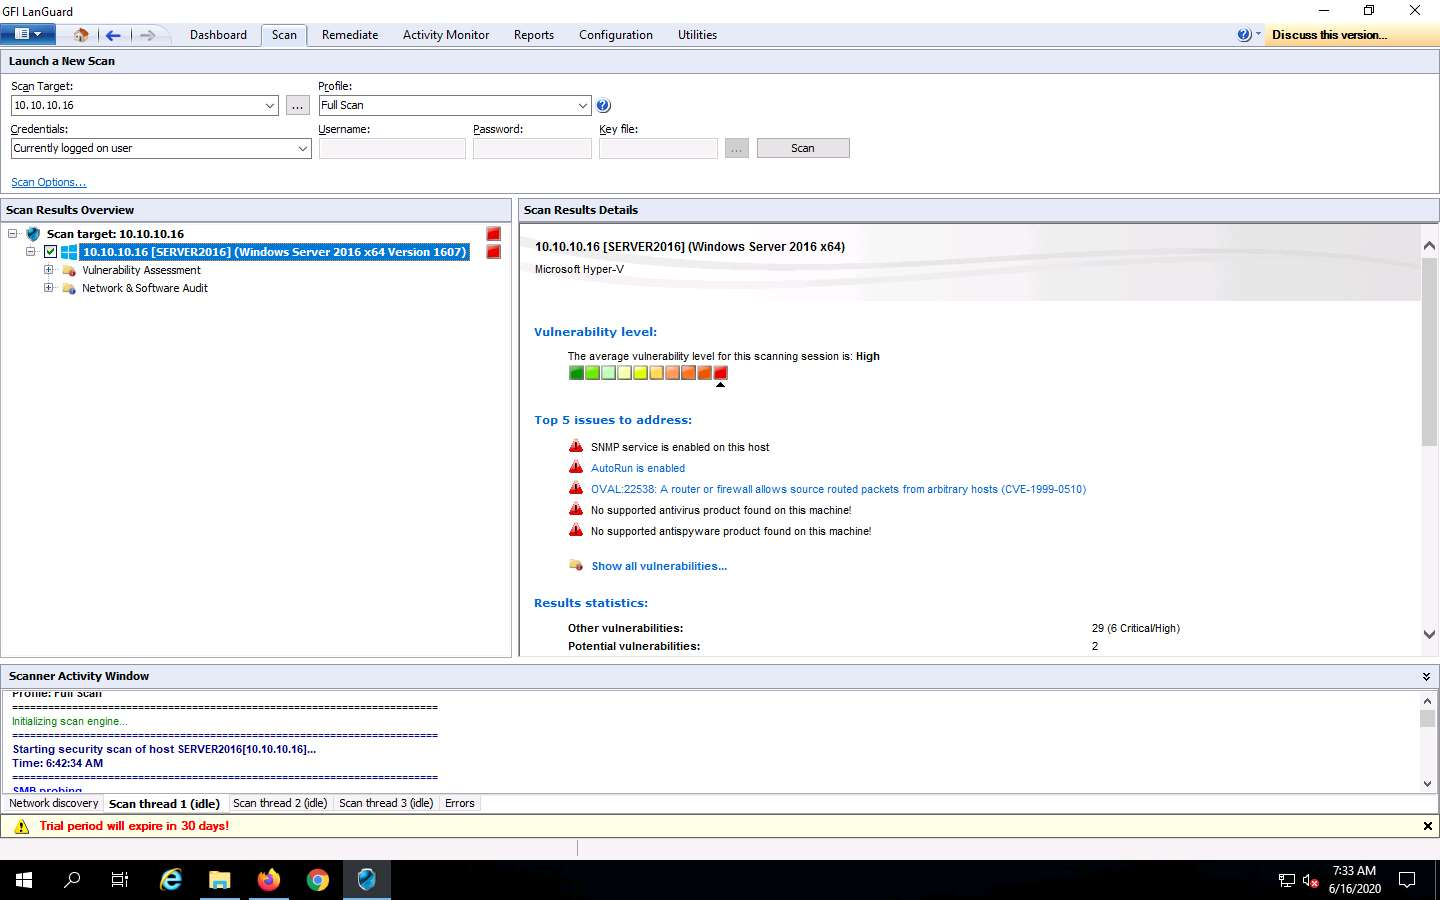 GFI LanGuard
Dashboard Scan Remediate Activity Monitor Reports Configuration Utilities Discuss this version...
Launch a New Scan
Scan Target: Profile:
10.10.10.16 ... Full Scan
Credentials: Username: Password: Key file:
Currently logged on user ... Scan
Scan Options...
Scan Results Overview
Scan target: 10.10.10.16
10.10.10.16 [SERVER2016] (Windows Server 2016 x64 Version 1607)
Vulnerability Assessment
Network & Software Audit
Scan Results Details
10.10.10.16 [SERVER2016] (Windows Server 2016 x64)
Microsoft Hyper-V
Vulnerability level:
The average vulnerability level for this scanning session is: High
Top 5 issues to address:
SNMP service is enabled on this host
AutoRun is enabled
OVAL:22538: A router or firewall allows source routed packets from arbitrary hosts (CVE-1999-0510)
No supported antivirus product found on this machine!
No supported antispyware product found on this machine!
Show all vulnerabilities...
Results statistics:
Other vulnerabilities: 29 (6 Critical/High)
Potential vulnerabilities: 2
Scanner Activity Window
Profile: Full Scan
=======================================================================
Initializing scan engine...
=======================================================================
Starting security scan of host SERVER2016[10.10.10.16]...
Time: 6:42:34 AM
=======================================================================
SMB probing
Network discovery Scan thread 1 (idle) Scan thread 2 (idle) Scan thread 3 (idle) Errors
Trial period will expire in 30 days!
7:33 AM
6/16/2020